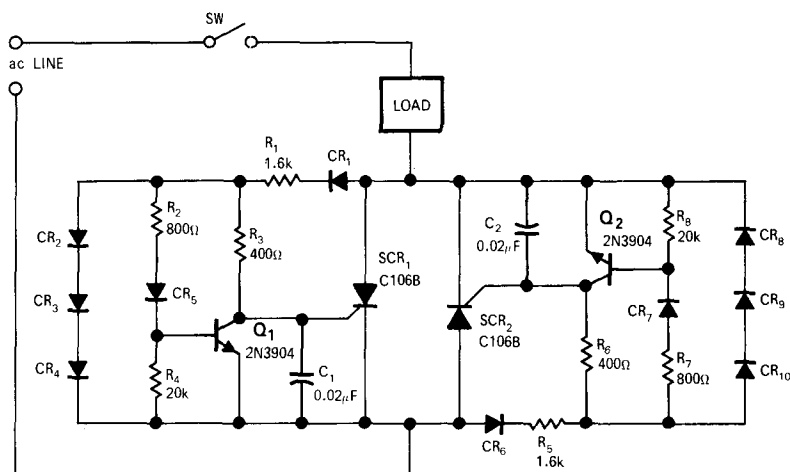 SW
ac LINE
LOAD
R1
1.6k
CR1
R2
800Ω
R3
400Ω
CR2
CR3
CR4
CR5
SCR1
C106B
Q1
2N3904
R4
20k
C1
0.02μF
C2
0.02μF
Q2
2N3904
R8
20k
CR8
CR9
CR10
SCR2
C106B
CR7
R6
400Ω
R7
800Ω
CR6
R5
1.6k